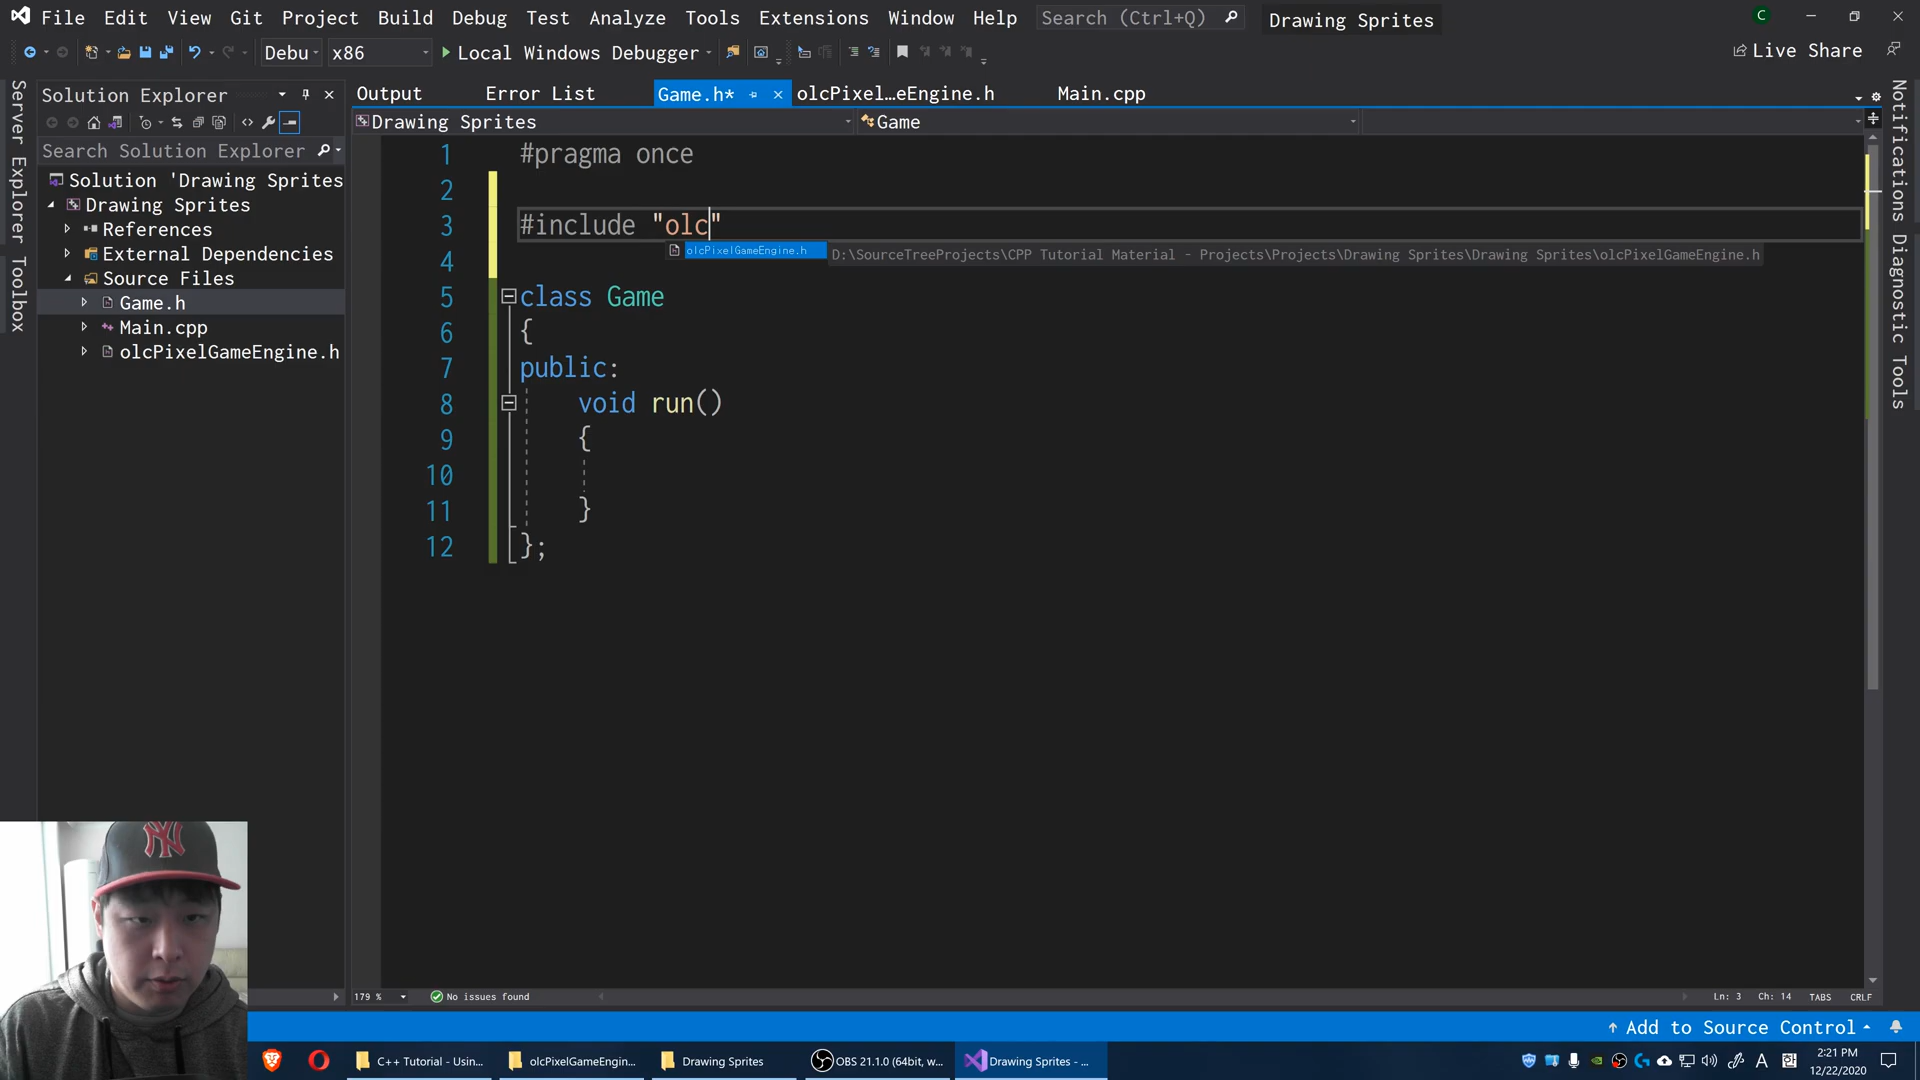 File Edit View Git Project Build Debug Test Analyze Tools Extensions Window Help Search (Ctrl+Q) Drawing Sprites C
Debu x86 Local Windows Debugger Live Share
Server Explorer
Toolbox
Solution Explorer
Search Solution Explorer
Solution 'Drawing Sprites
Drawing Sprites
References
External Dependencies
Source Files
Game.h
Main.cpp
olcPixelGameEngine.h
Output Error List Game.h* olcPixel…eEngine.h Main.cpp
Drawing Sprites Game
1 #pragma once
2
3 #include "olc"
olcPixelGameEngine.h D:\SourceTreeProjects\CPP Tutorial Material - Projects\Projects\Drawing Sprites\Drawing Sprites\olcPixelGameEngine.h
4
5 class Game
6 {
7 public:
8 void run()
9 {
10
11 }
12 };
Notifications
Diagnostic Tools
NY
179 % No issues found Ln: 3 Ch: 14 TABS CRLF
Add to Source Control
C++ Tutorial - Usin... olcPixelGameEngin... Drawing Sprites OBS 21.1.0 (64bit, w... Drawing Sprites - ... A 한 2:21 PM
12/22/2020